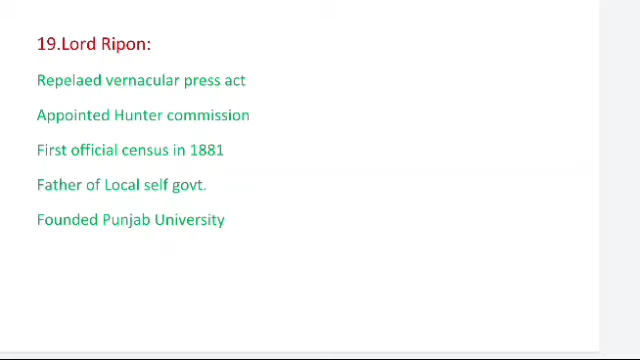 19.Lord Ripon:
Repelaed vernacular press act
Appointed Hunter commission
First official census in 1881
Father of Local self govt.
Founded Punjab University